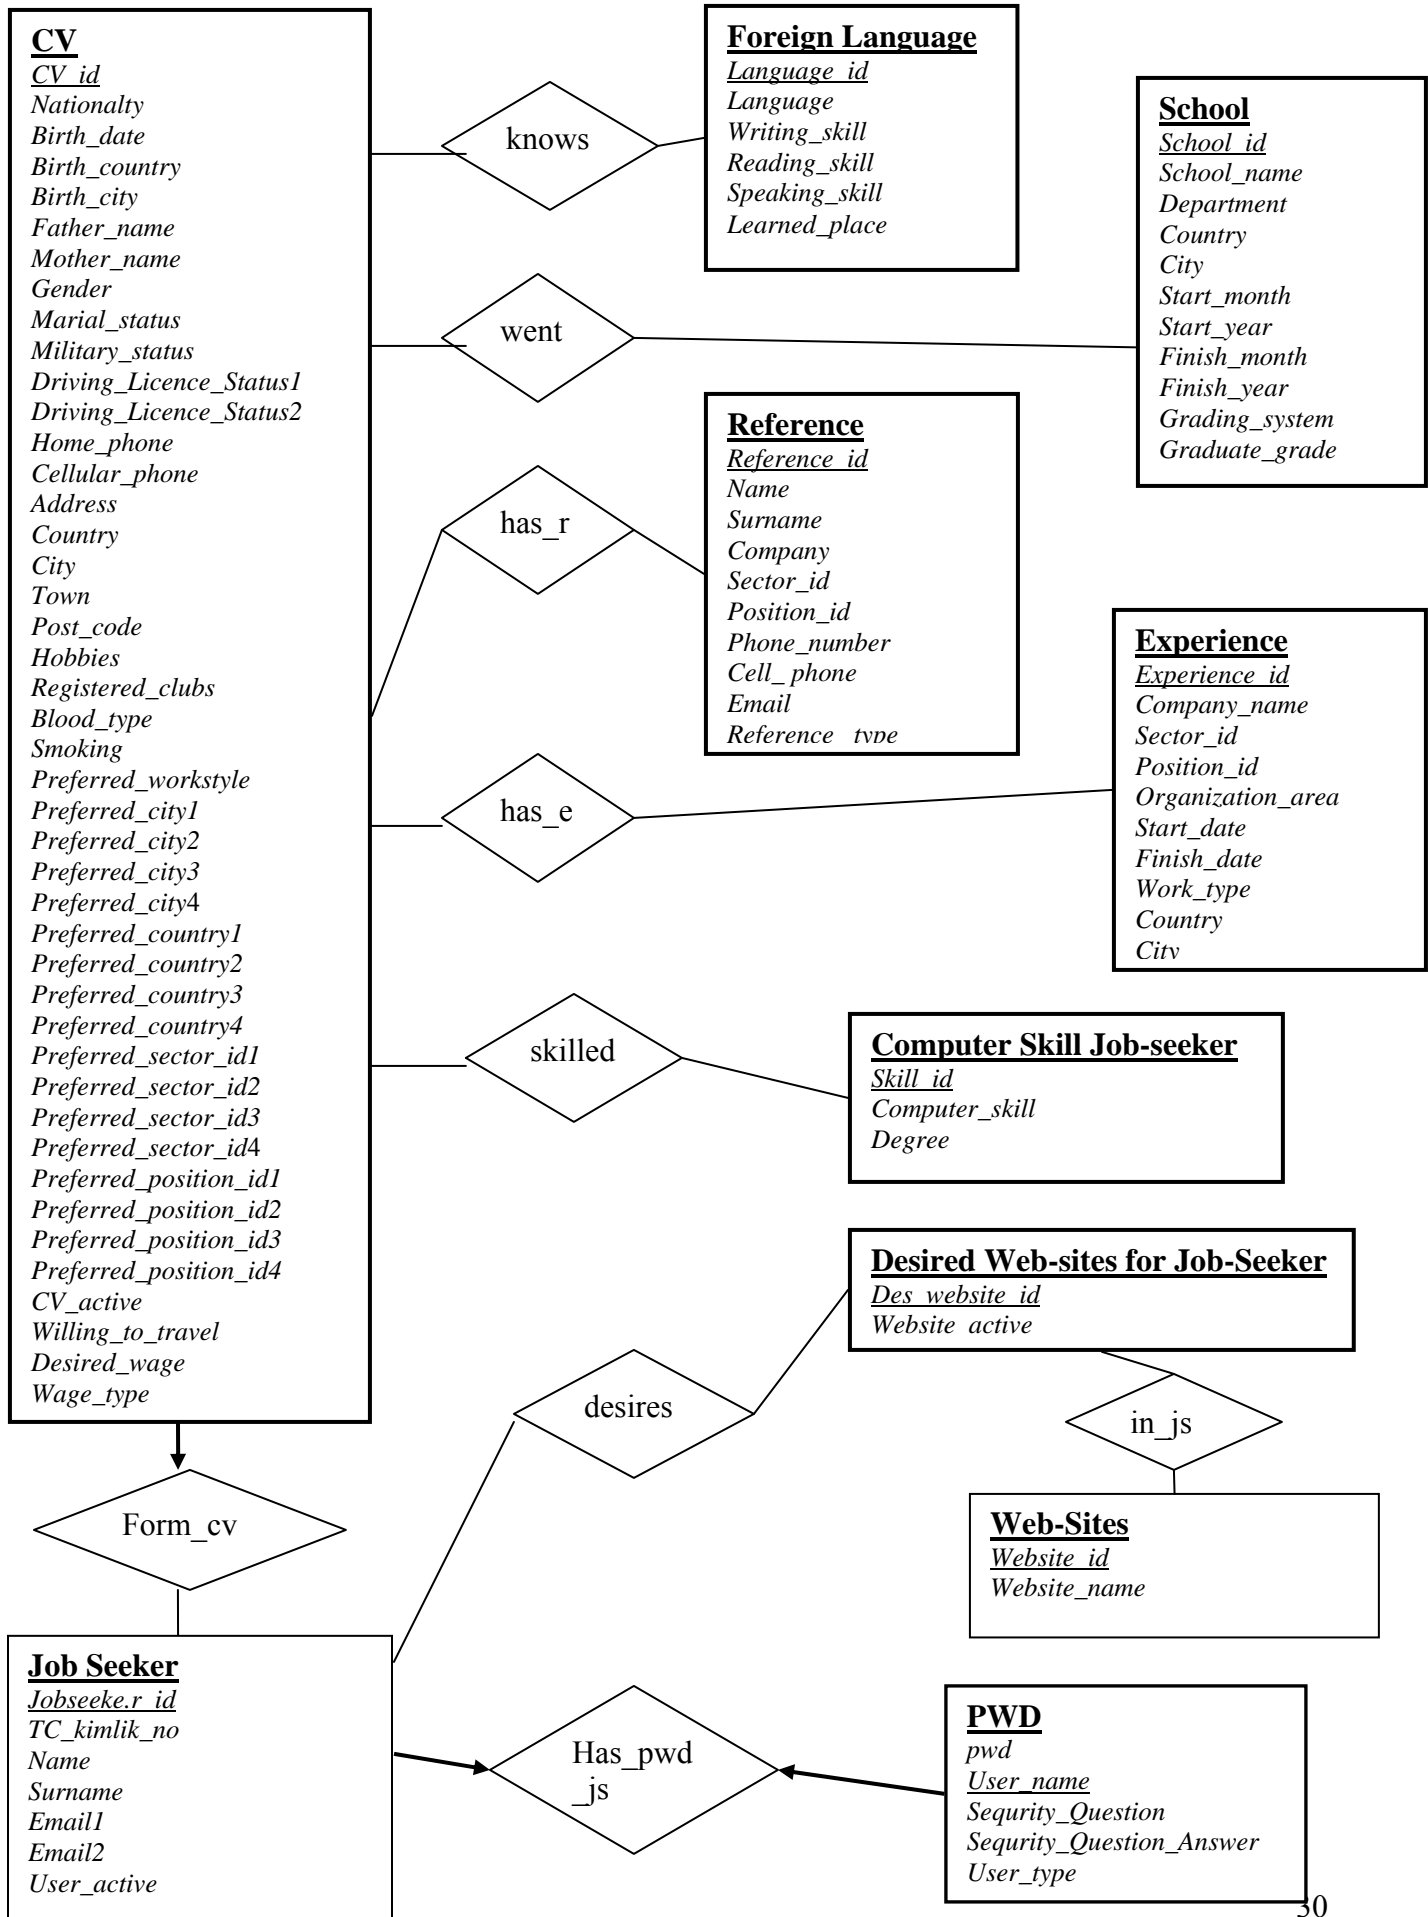 CV
CV_id
Nationalty
Birth_date
Birth_country
Birth_city
Father_name
Mother_name
Gender
Marial_status
Military_status
Driving_Licence_Status1
Driving_Licence_Status2
Home_phone
Cellular_phone
Address
Country
City
Town
Post_code
Hobbies
Registered_clubs
Blood_type
Smoking
Preferred_workstyle
Preferred_city1
Preferred_city2
Preferred_city3
Preferred_city4
Preferred_country1
Preferred_country2
Preferred_country3
Preferred_country4
Preferred_sector_id1
Preferred_sector_id2
Preferred_sector_id3
Preferred_sector_id4
Preferred_position_id1
Preferred_position_id2
Preferred_position_id3
Preferred_position_id4
CV_active
Willing_to_travel
Desired_wage
Wage_type
knows
Foreign Language
Language_id
Language
Writing_skill
Reading_skill
Speaking_skill
Learned_place
went
School
School_id
School_name
Department
Country
City
Start_month
Start_year
Finish_month
Finish_year
Grading_system
Graduate_grade
has_r
Reference
Reference_id
Name
Surname
Company
Sector_id
Position_id
Phone_number
Cell_ phone
Email
Reference_type
has_e
Experience
Experience_id
Company_name
Sector_id
Position_id
Organization_area
Start_date
Finish_date
Work_type
Country
City
skilled
Computer Skill Job-seeker
Skill_id
Computer_skill
Degree
desires
Desired Web-sites for Job-Seeker
Des_website_id
Website_active
in_js
Web-Sites
Website_id
Website_name
Form_cv
Job Seeker
Jobseeke.r_id
TC_kimlik_no
Name
Surname
Email1
Email2
User_active
Has_pwd
_js
PWD
pwd
User_name
Sequrity_Question
Sequrity_Question_Answer
User_type
30